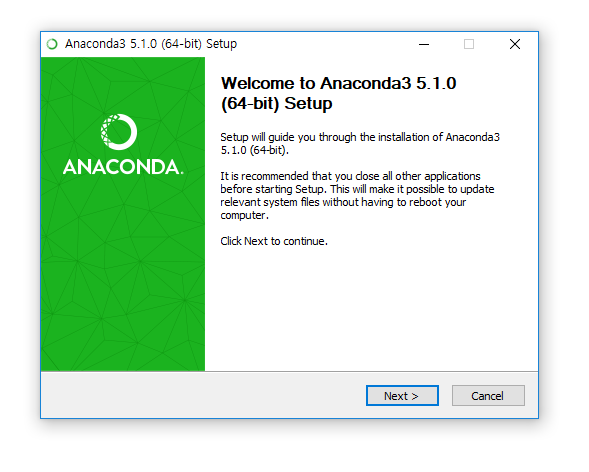 Anaconda3 5.1.0 (64-bit) Setup
ANACONDA.
Welcome to Anaconda3 5.1.0
(64-bit) Setup
Setup will guide you through the installation of Anaconda3
5.1.0 (64-bit).
It is recommended that you close all other applications
before starting Setup. This will make it possible to update
relevant system files without having to reboot your
computer.
Click Next to continue.
Next >
Cancel